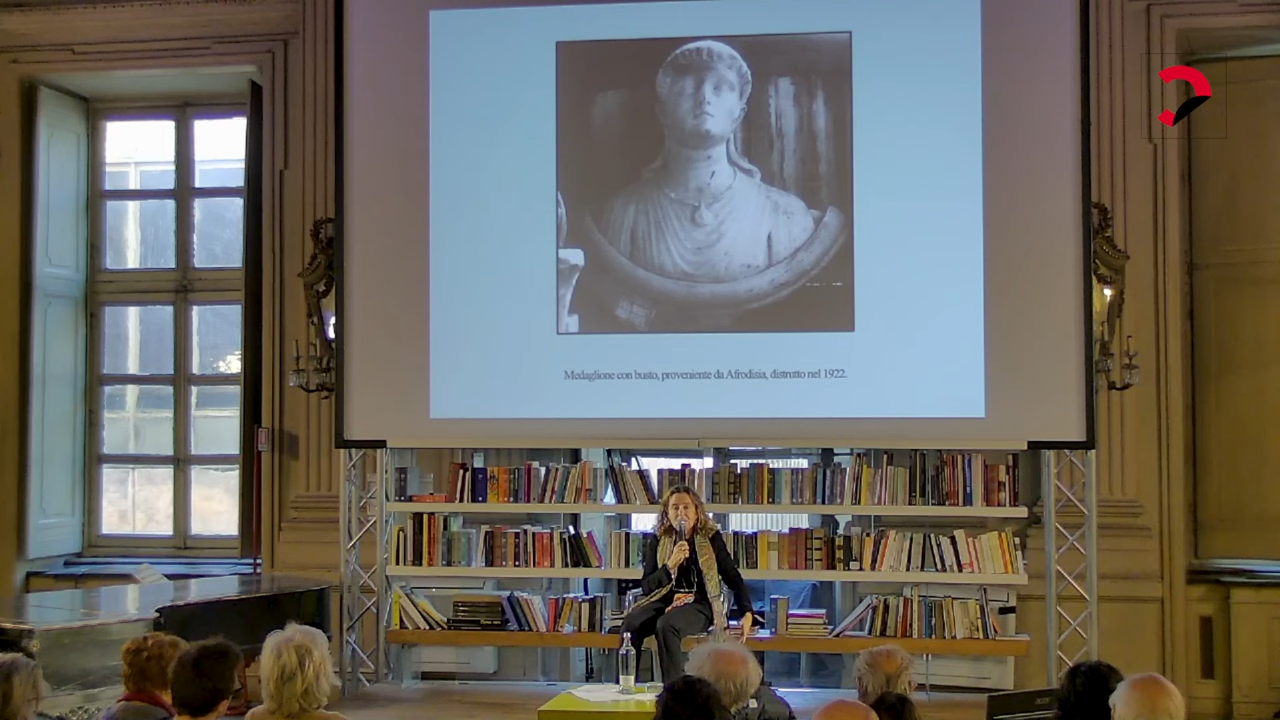 Medaglione con busto, proveniente da Afrodisia, distrutto nel 1922.